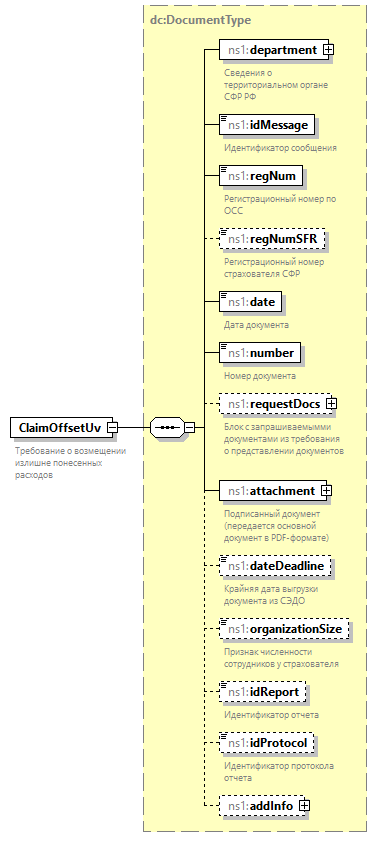 dc:DocumentType
ns1:department
Сведения о
территориальном органе
СФР РФ
ns1:idMessage
Идентификатор сообщения
ns1:regNum
Регистрационный номер по
ОСС
ns1:regNumSFR
Регистрационный номер
страхователя СФР
ns1:date
Дата документа
ns1:number
Номер документа
ns1:requestDocs
Блок с запрашиваемымми
документами из требования
о представлении документов
ClaimOffsetUv
Требование о возмещении
излишне понесенных
расходов
ns1:attachment
Подписанный документ
(передается основной
документ в PDF-формате)
ns1:dateDeadline
Крайняя дата выгрузки
документа из СЭДО
ns1:organizationSize
Признак численности
сотрудников у страхователя
ns1:idReport
Идентификатор отчета
ns1:idProtocol
Идентификатор протокола
отчета
ns1:addInfo